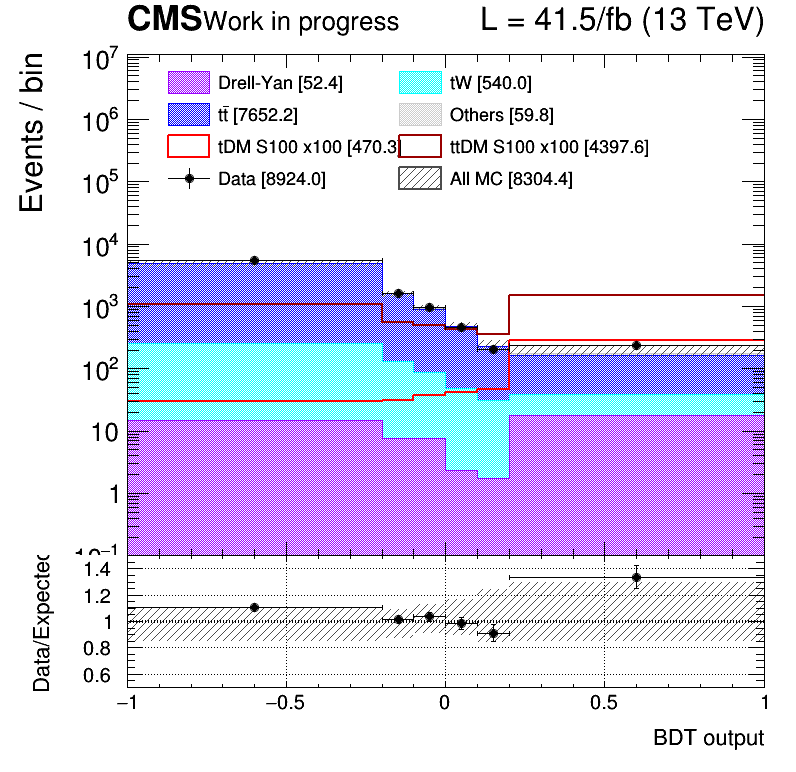 CMS Work in progress L = 41.5/fb (13 TeV)
Events / bin
10⁷
10⁶
10⁵
10⁴
10³
10²
10
1
10⁻¹
Drell-Yan [52.4]
tW [540.0]
tt̄ [7652.2]
Others [59.8]
tDM S100 x100 [470.3]
ttDM S100 x100 [4397.6]
Data [8924.0]
All MC [8304.4]
Data/Expected
1.4
1.2
1
0.8
0.6
−1 −0.5 0 0.5 1
BDT output